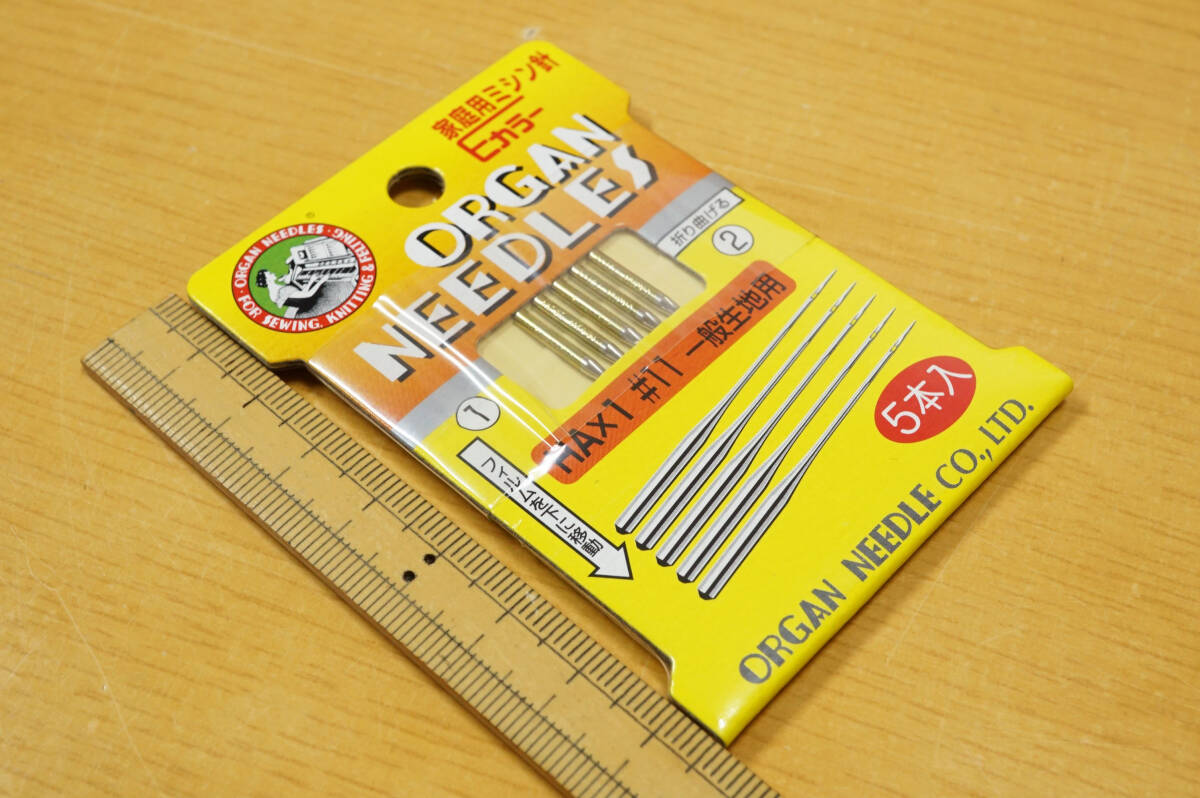 家庭用ミシン針
Eカラー
ORGAN
NEEDLES
®
ORGAN NEEDLES
FOR SEWING, KNITTING & FELTING
② 折り曲げる
HA×1 #11 一般生地用
① フィルムを下に移動
5本入
ORGAN NEEDLE CO., LTD.